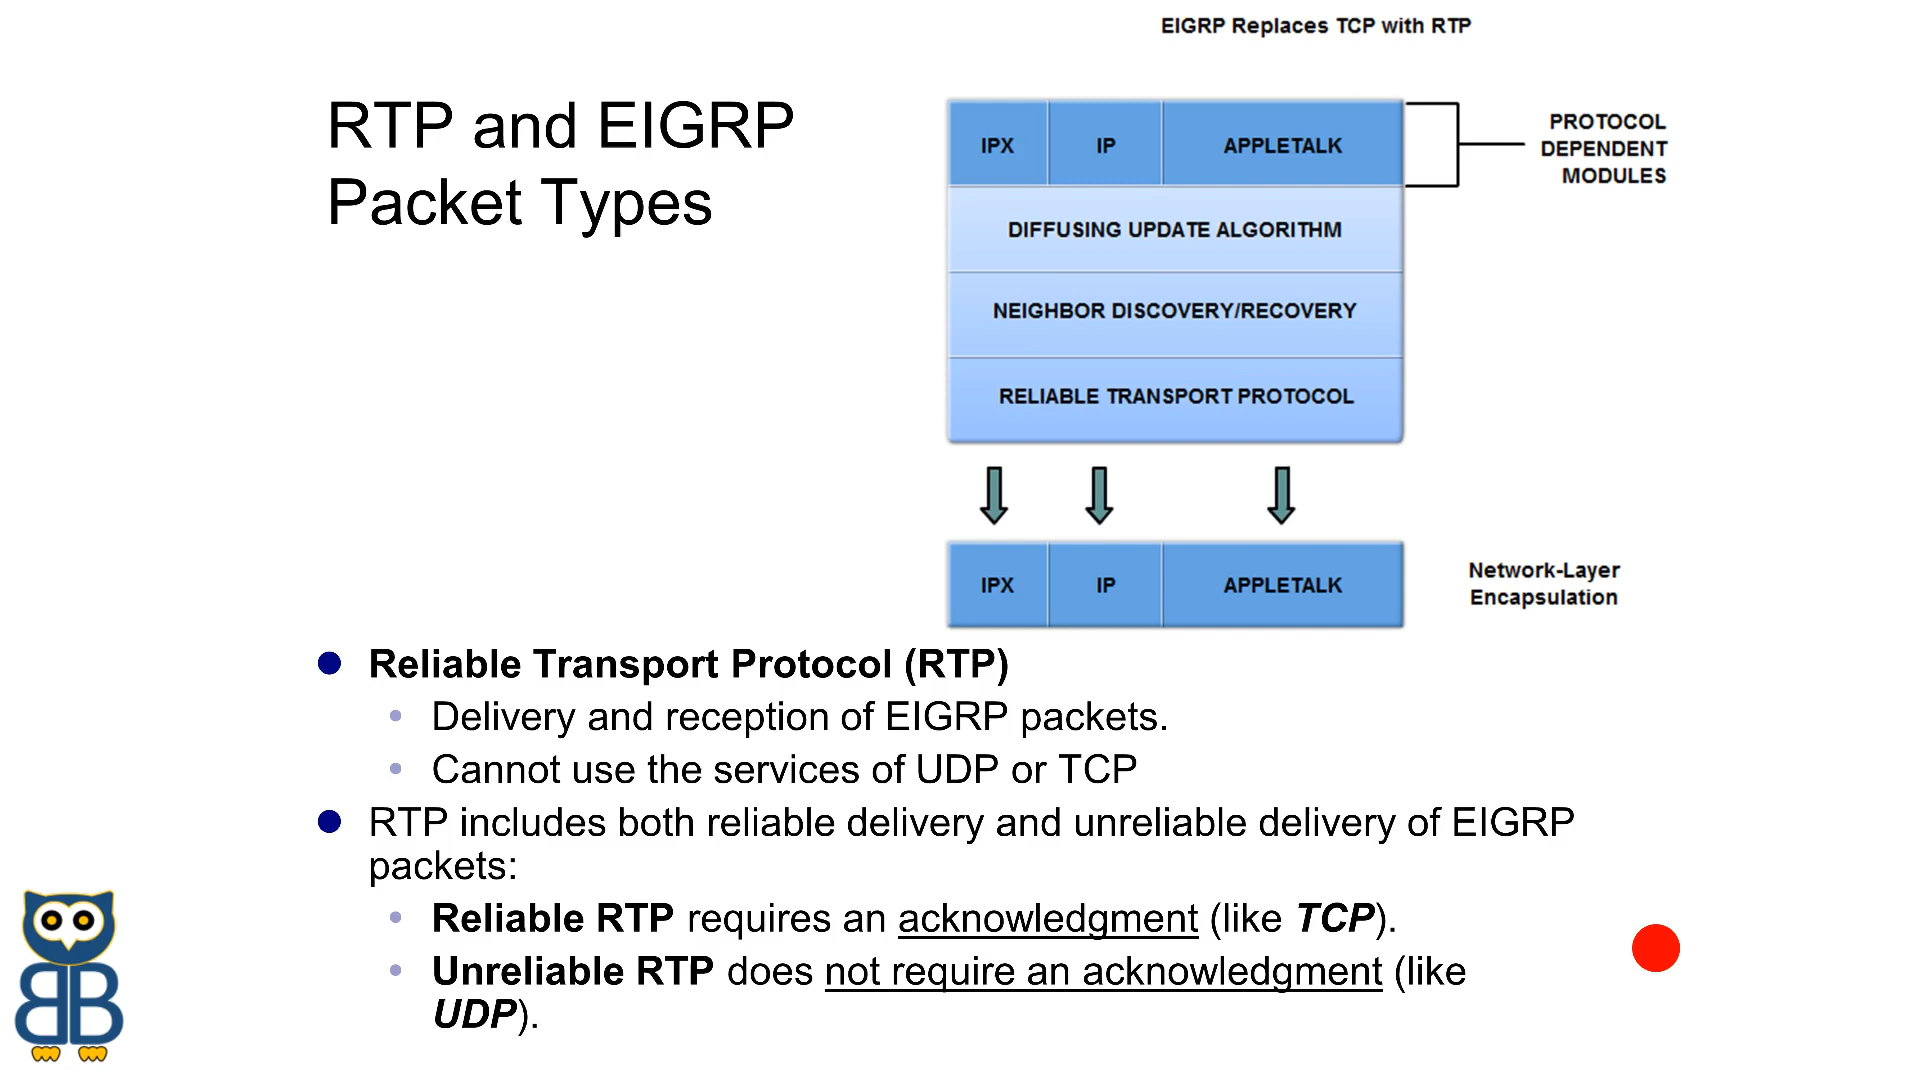 EIGRP Replaces TCP with RTP
RTP and EIGRP
Packet Types
IPX IP APPLETALK
PROTOCOL
DEPENDENT
MODULES
DIFFUSING UPDATE ALGORITHM
NEIGHBOR DISCOVERY/RECOVERY
RELIABLE TRANSPORT PROTOCOL
IPX IP APPLETALK
Network-Layer
Encapsulation
Reliable Transport Protocol (RTP)
Delivery and reception of EIGRP packets.
Cannot use the services of UDP or TCP
RTP includes both reliable delivery and unreliable delivery of EIGRP
packets:
Reliable RTP requires an acknowledgment (like TCP).
Unreliable RTP does not require an acknowledgment (like
UDP).
BB